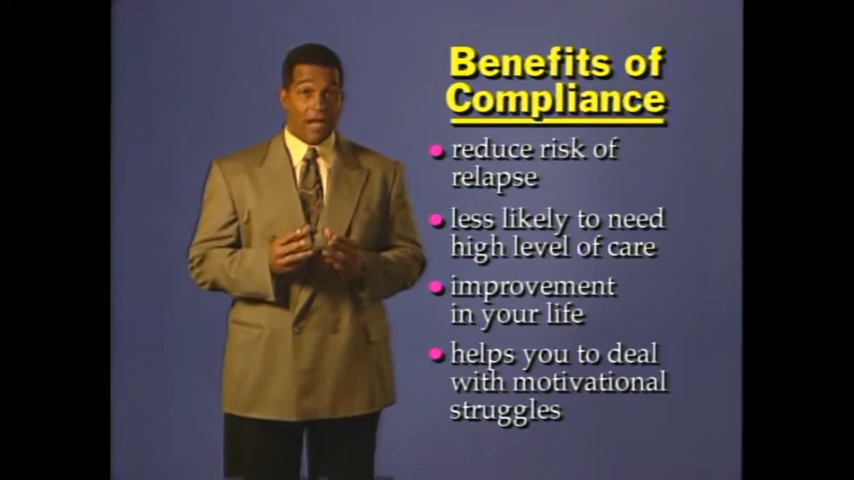 Benefits of
Compliance
reduce risk of
relapse
less likely to need
high level of care
improvement
in your life
helps you to deal
with motivational
struggles